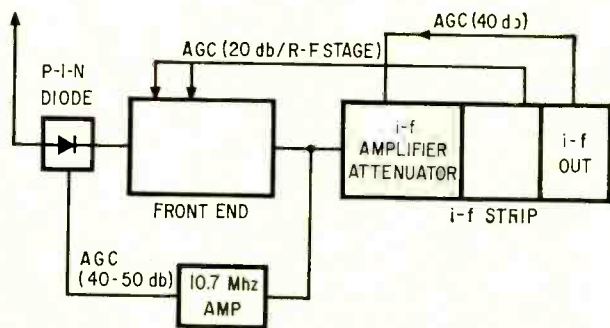 AGC (40 db)
AGC (20 db/R-F STAGE)
P-I-N
DIODE
i-f
AMPLIFIER
ATTENUATOR
i-f
OUT
FRONT END
i-f STRIP
AGC
(40-50 db)
10.7 Mhz
AMP